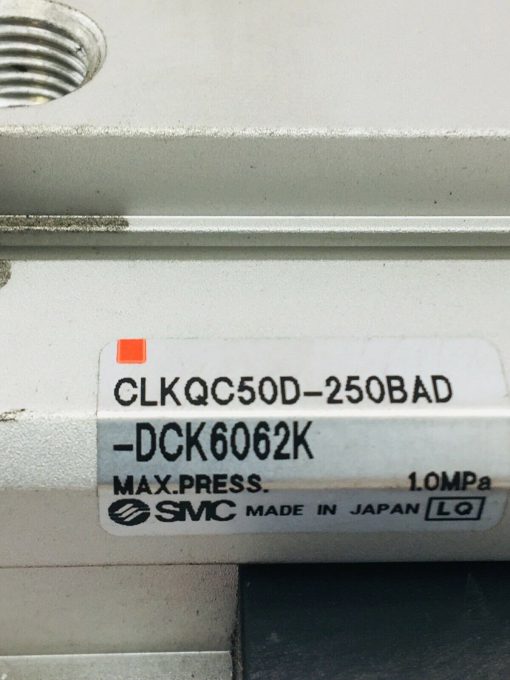 CLKQC50D-250BAD
-DCK6062K
MAX.PRESS. 1.0MPa
SMC MADE IN JAPAN LQ